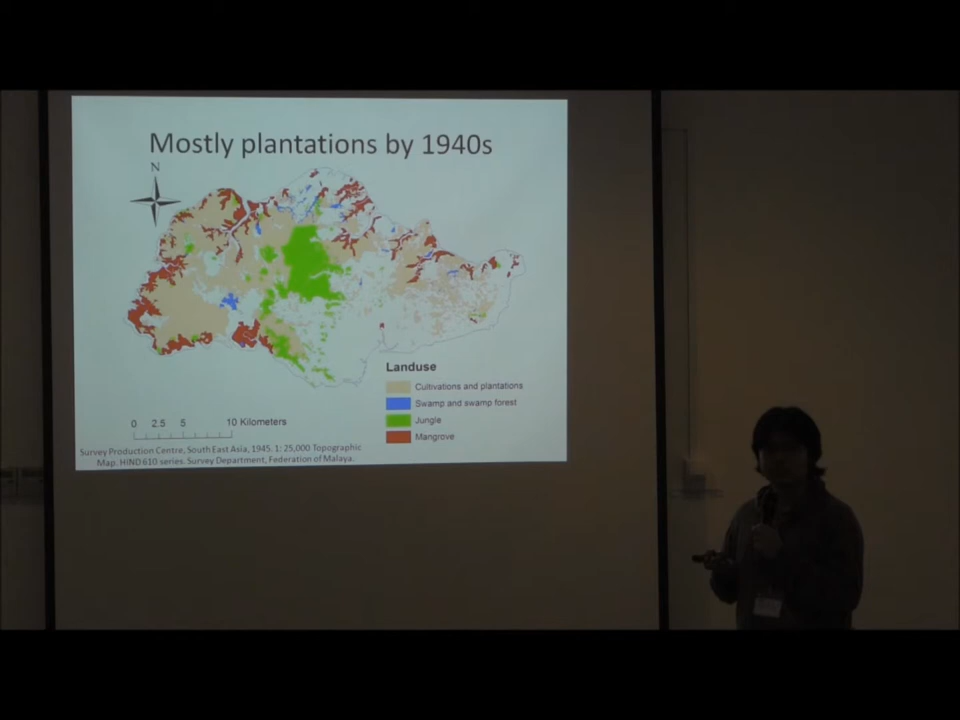 Mostly plantations by 1940s
N
Landuse
Cultivations and plantations
Swamp and swamp forest
Jungle
Mangrove
0 2.5 5 10 Kilometers
Survey Production Centre, South East Asia, 1945. 1: 25,000 Topographic
Map. HIND 610 series. Survey Department, Federation of Malaya.